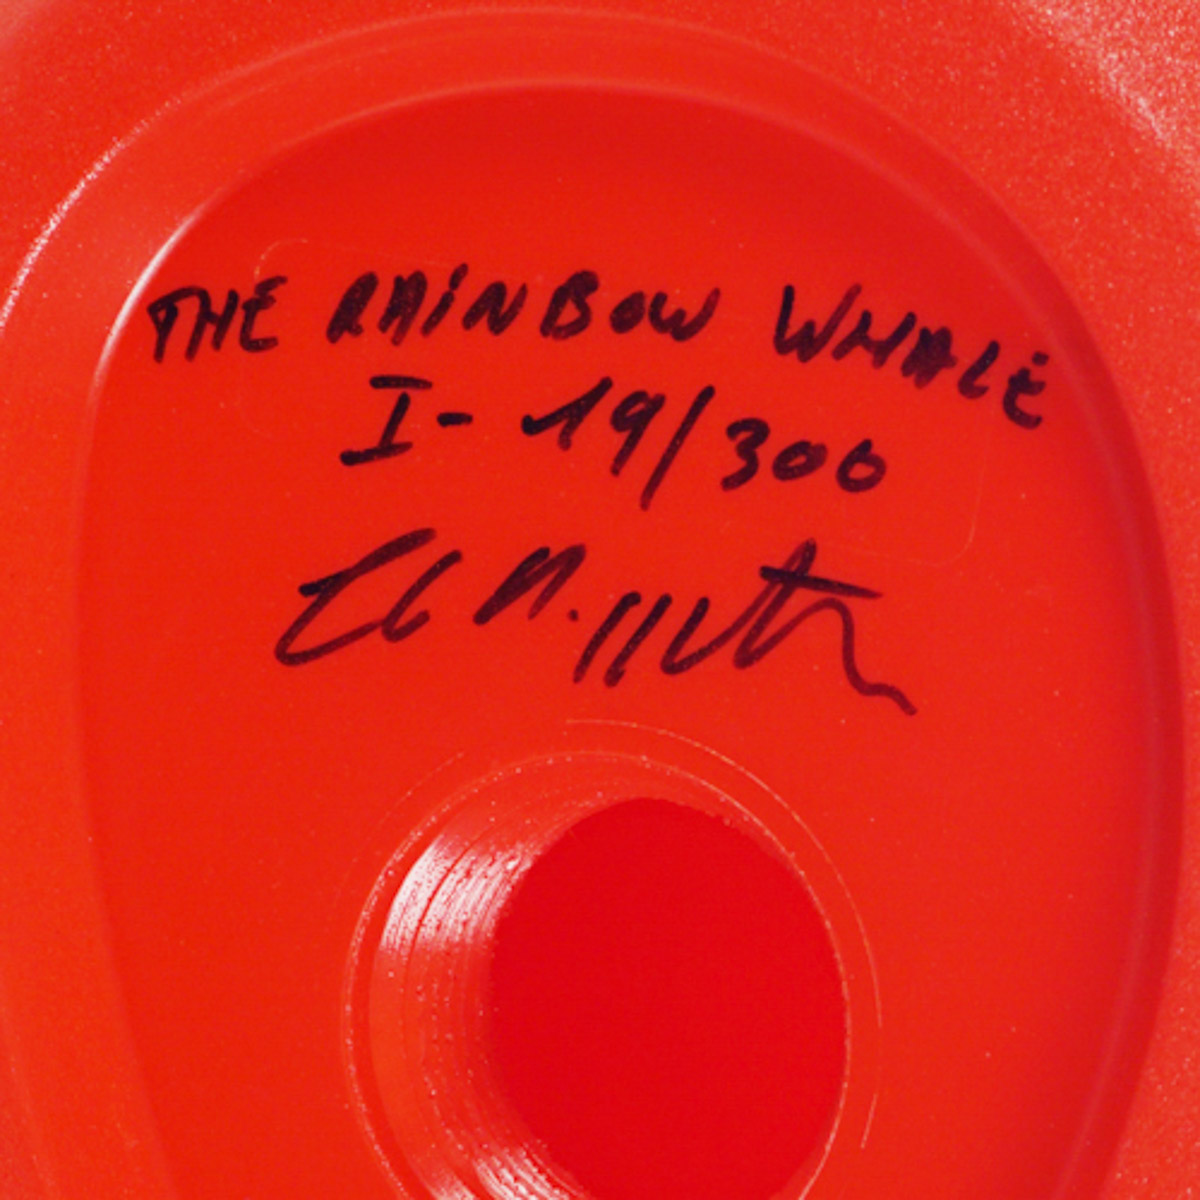 THE RAINBOW WHALE
I- 19/300